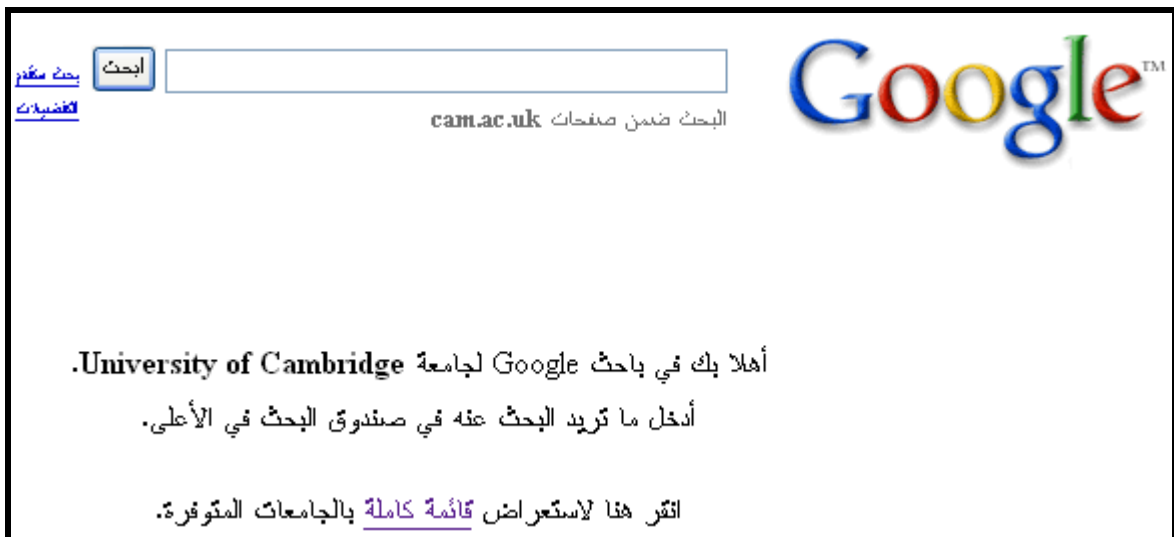 Google™
ابحث
بحث متقدم
التفضيلات
البحث ضمن صفحات cam.ac.uk
أهلا بك في باحث Google لجامعة University of Cambridge.
أدخل ما تريد البحث عنه في صندوق البحث في الأعلى.
انقر هنا لاستعراض قائمة كاملة بالجامعات المتوفرة.